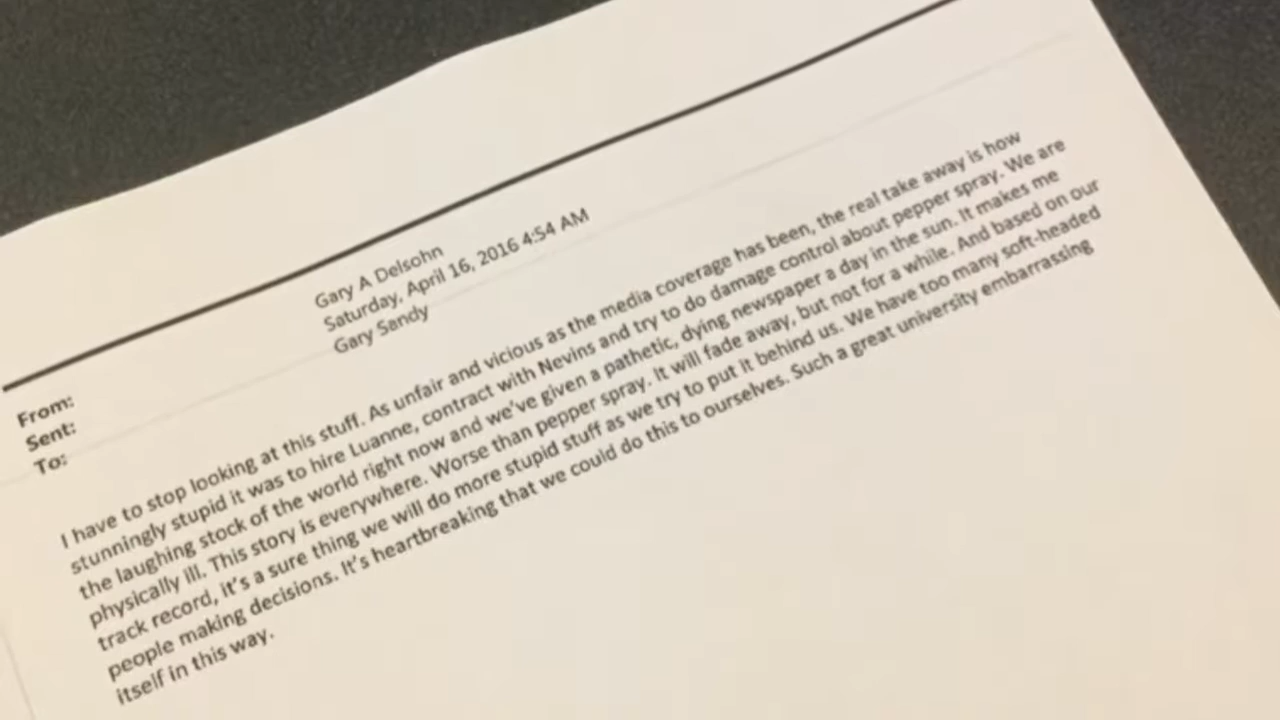 From: Gary A Delsohn
Sent: Saturday, April 16, 2016 4:54 AM
To: Gary Sandy
I have to stop looking at this stuff. As unfair and vicious as the media coverage has been, the real take away is how
stunningly stupid it was to hire Luanne, contract with Nevins and try to do damage control about pepper spray. We are
the laughing stock of the world right now and we've given a pathetic, dying newspaper a day in the sun. It makes me
physically ill. This story is everywhere. Worse than pepper spray. It will fade away, but not for a while. And based on our
track record, it's a sure thing we will do more stupid stuff as we try to put it behind us. We have too many soft-headed
people making decisions. It's heartbreaking that we could do this to ourselves. Such a great university embarrassing
itself in this way.